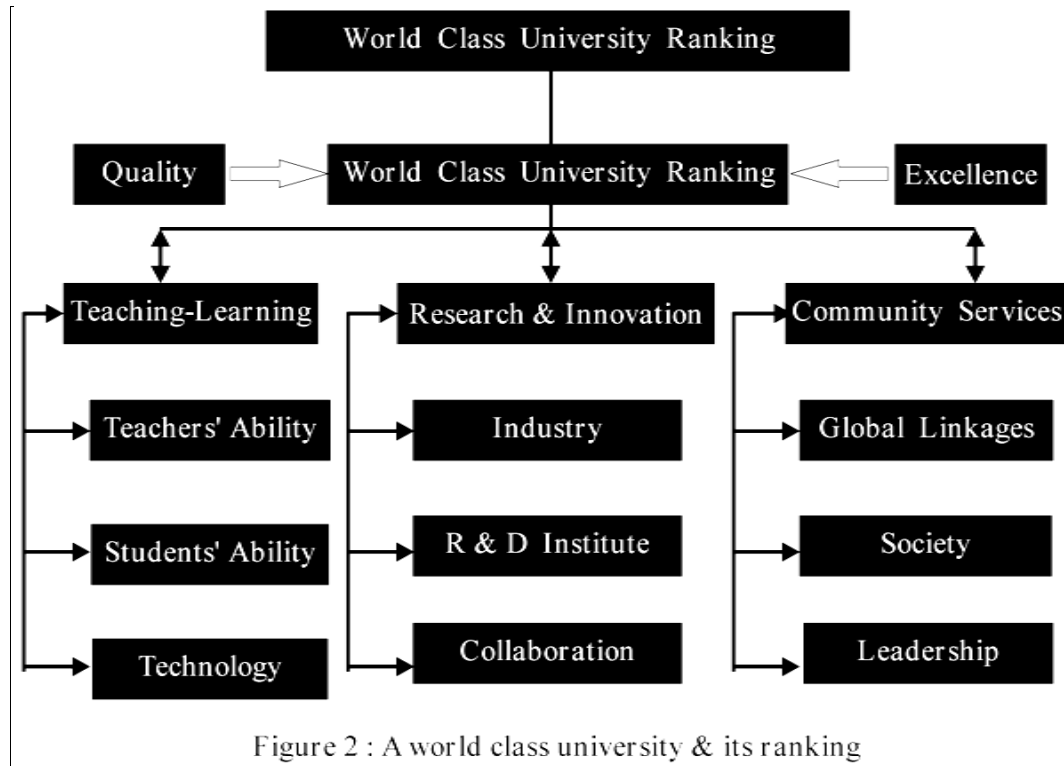 World Class University Ranking
Quality
World Class University Ranking
Excellence
Teaching-Learning
Research & Innovation
Community Services
Teachers' Ability
Industry
Global Linkages
Students' Ability
R & D Institute
Society
Technology
Collaboration
Leadership
Figure 2 : A world class university & its ranking